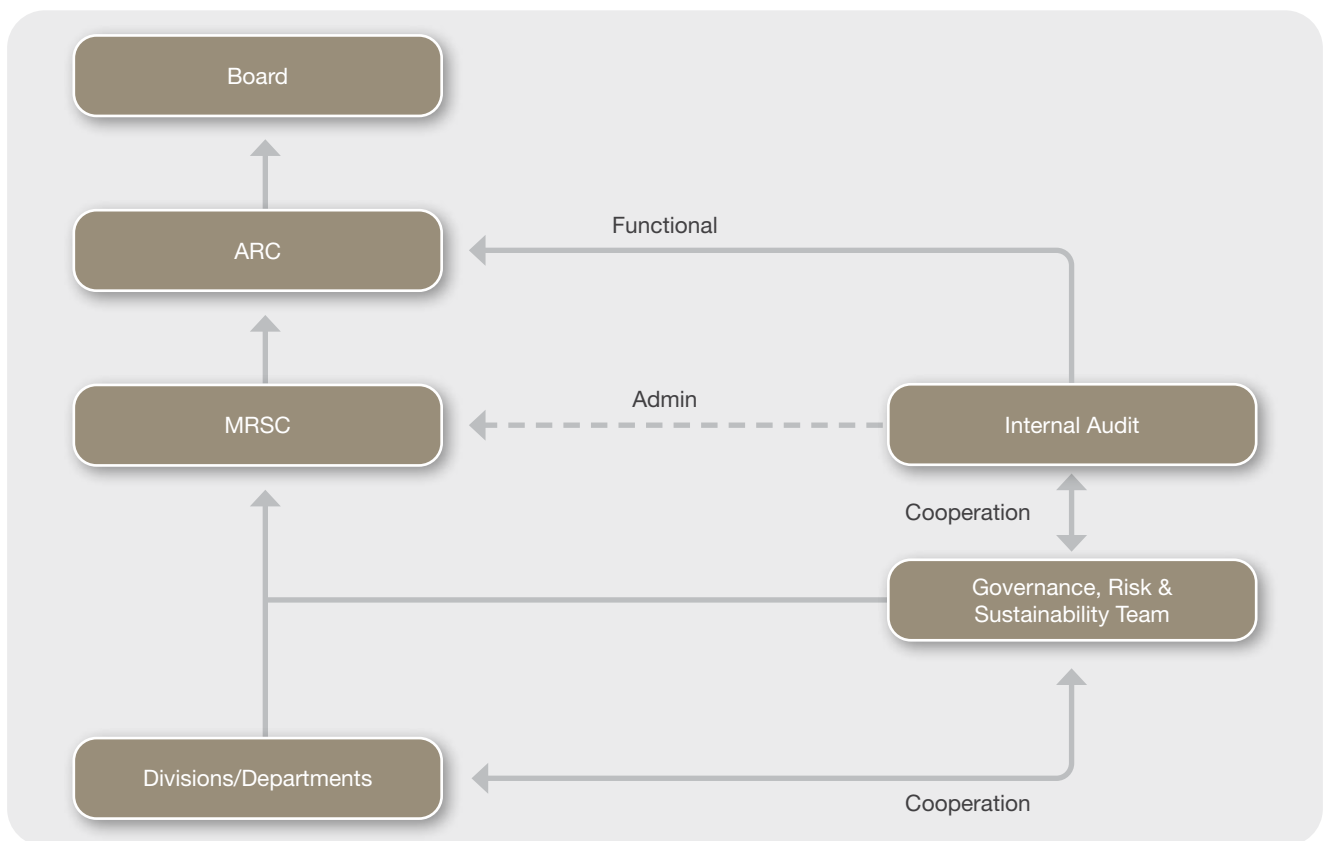 Board
ARC
Functional
MRSC
Admin
Internal Audit
Cooperation
Governance, Risk &
Sustainability Team
Divisions/Departments
Cooperation